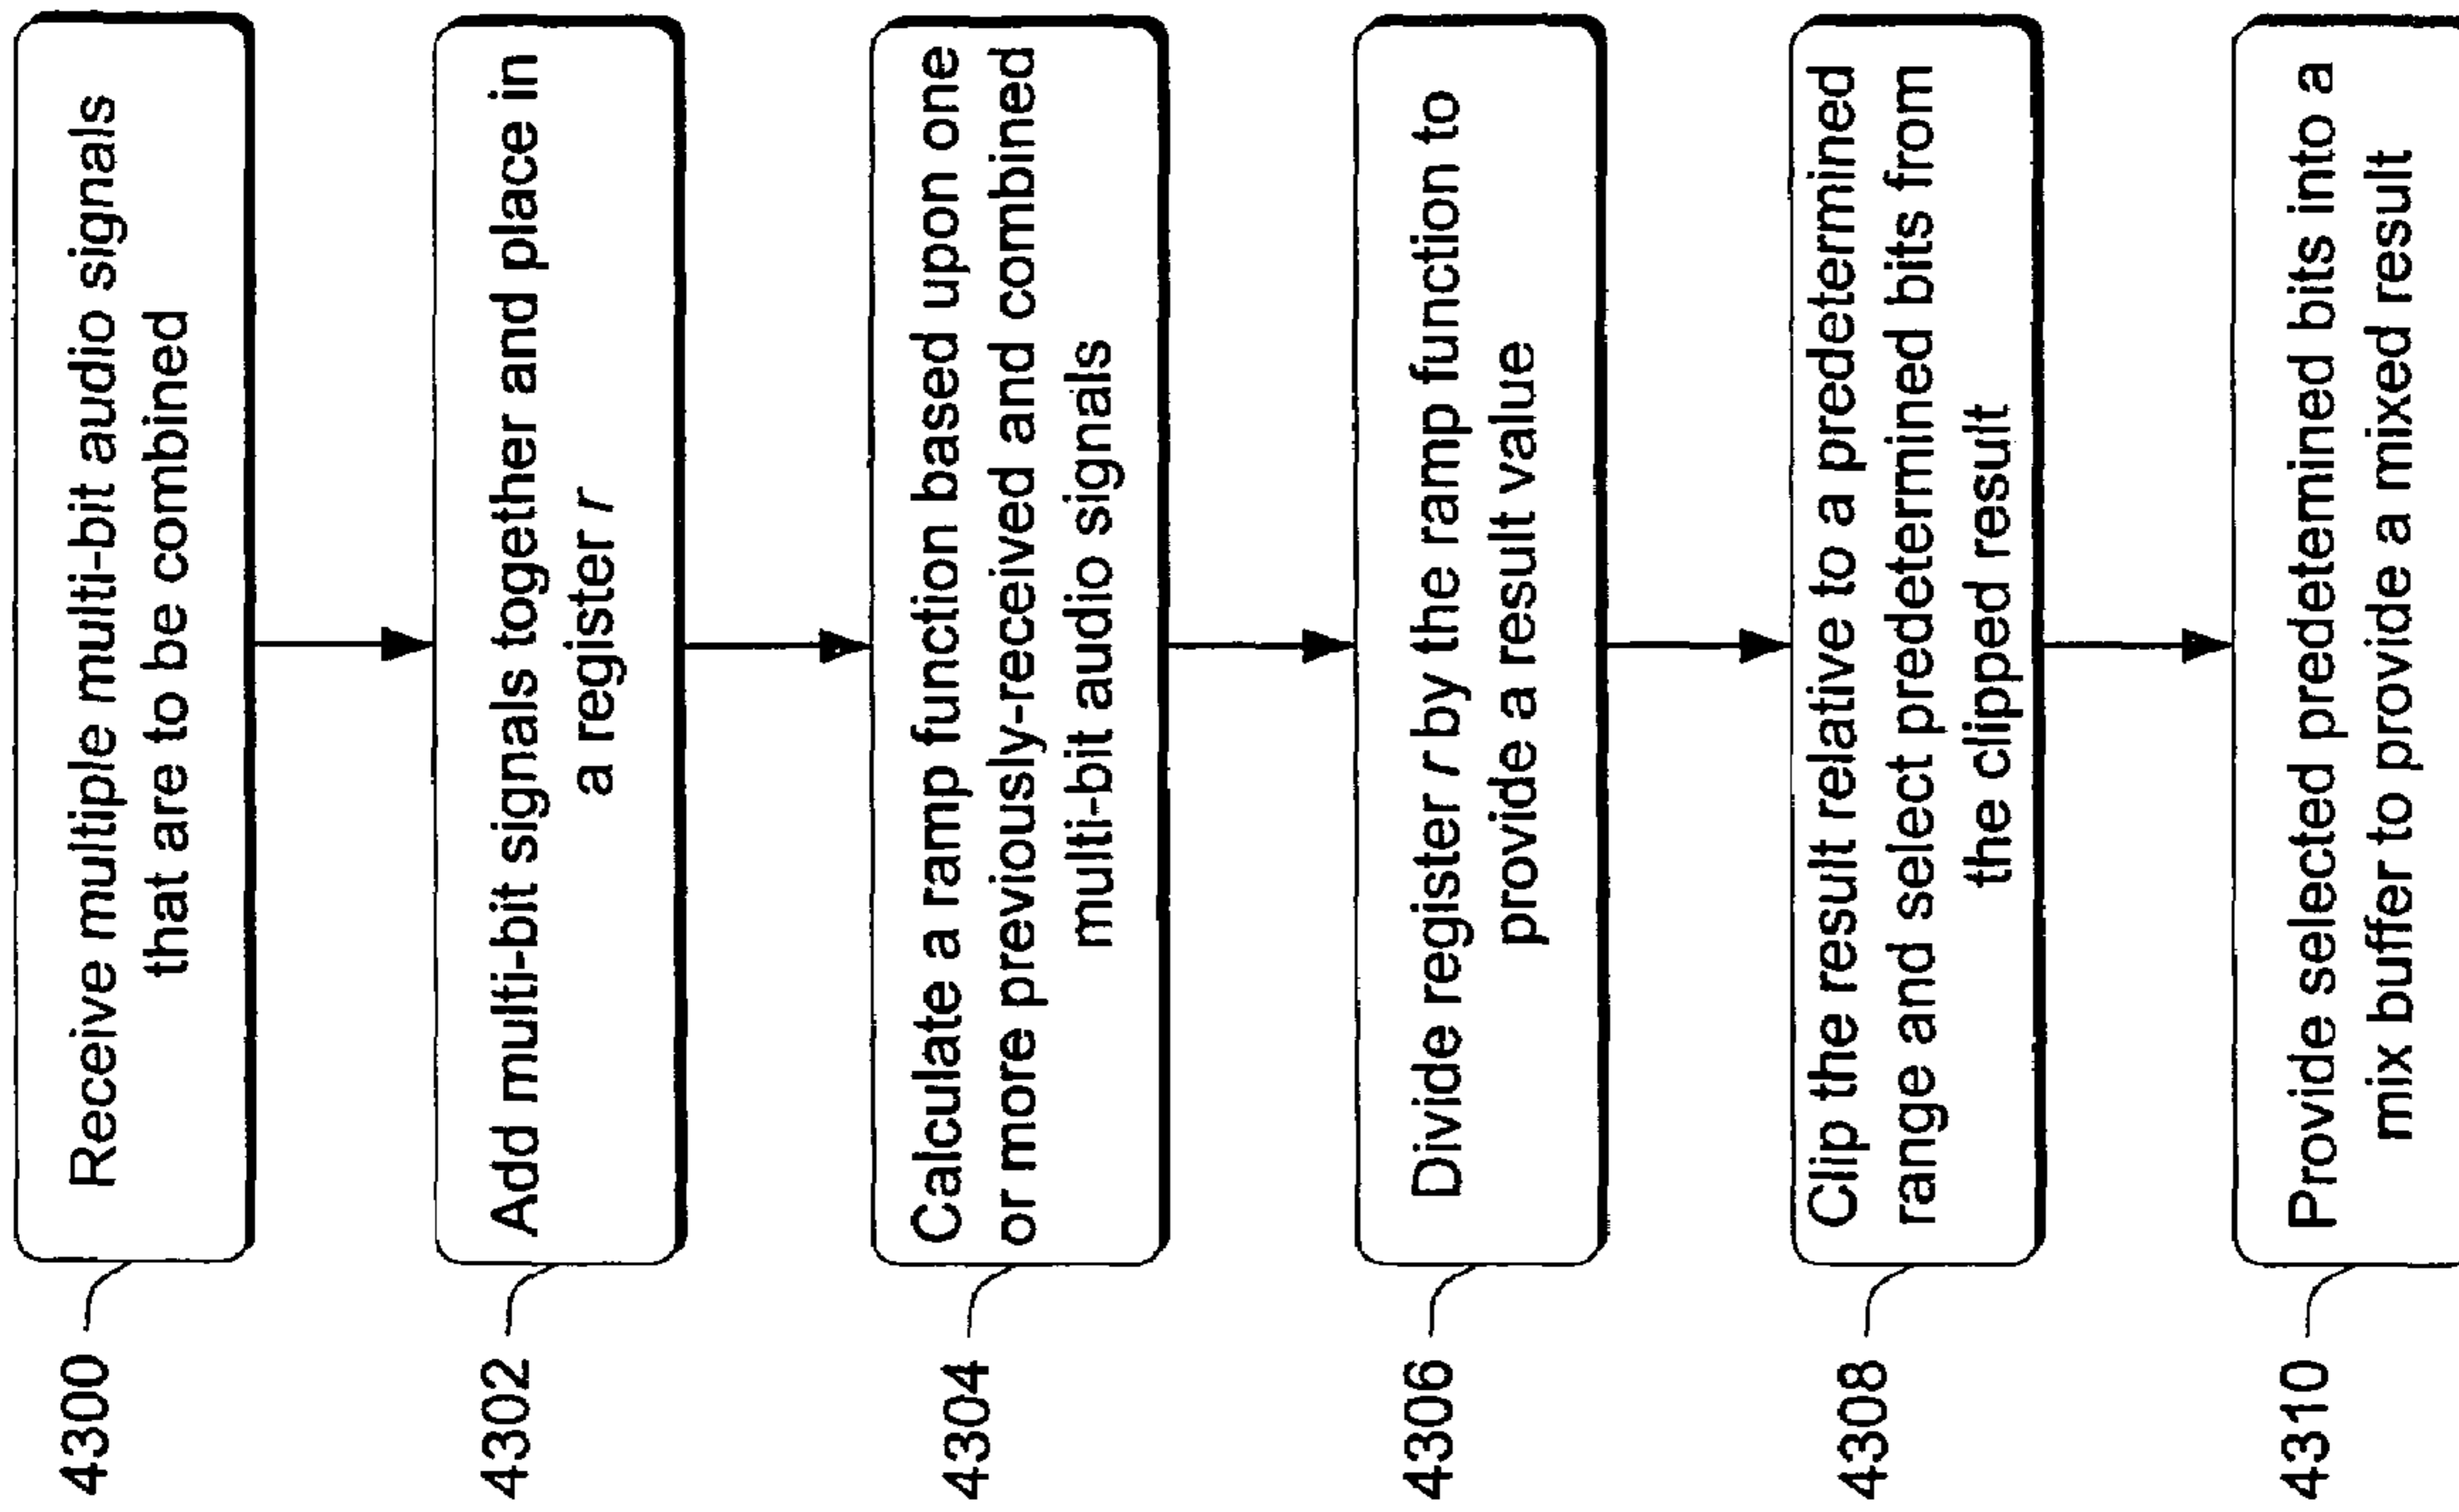 4300
Receive multiple multi-bit audio signals
that are to be combined
4302
Add multi-bit signals together and place in
a register r
4304
Calculate a ramp function based upon one
or more previously-received and combined
multi-bit audio signals
4306
Divide register r by the ramp function to
provide a result value
4308
Clip the result relative to a predetermined
range and select predetermined bits from
the clipped result
4310
Provide selected predetemined bits into a
mix buffer to provide a mixed result